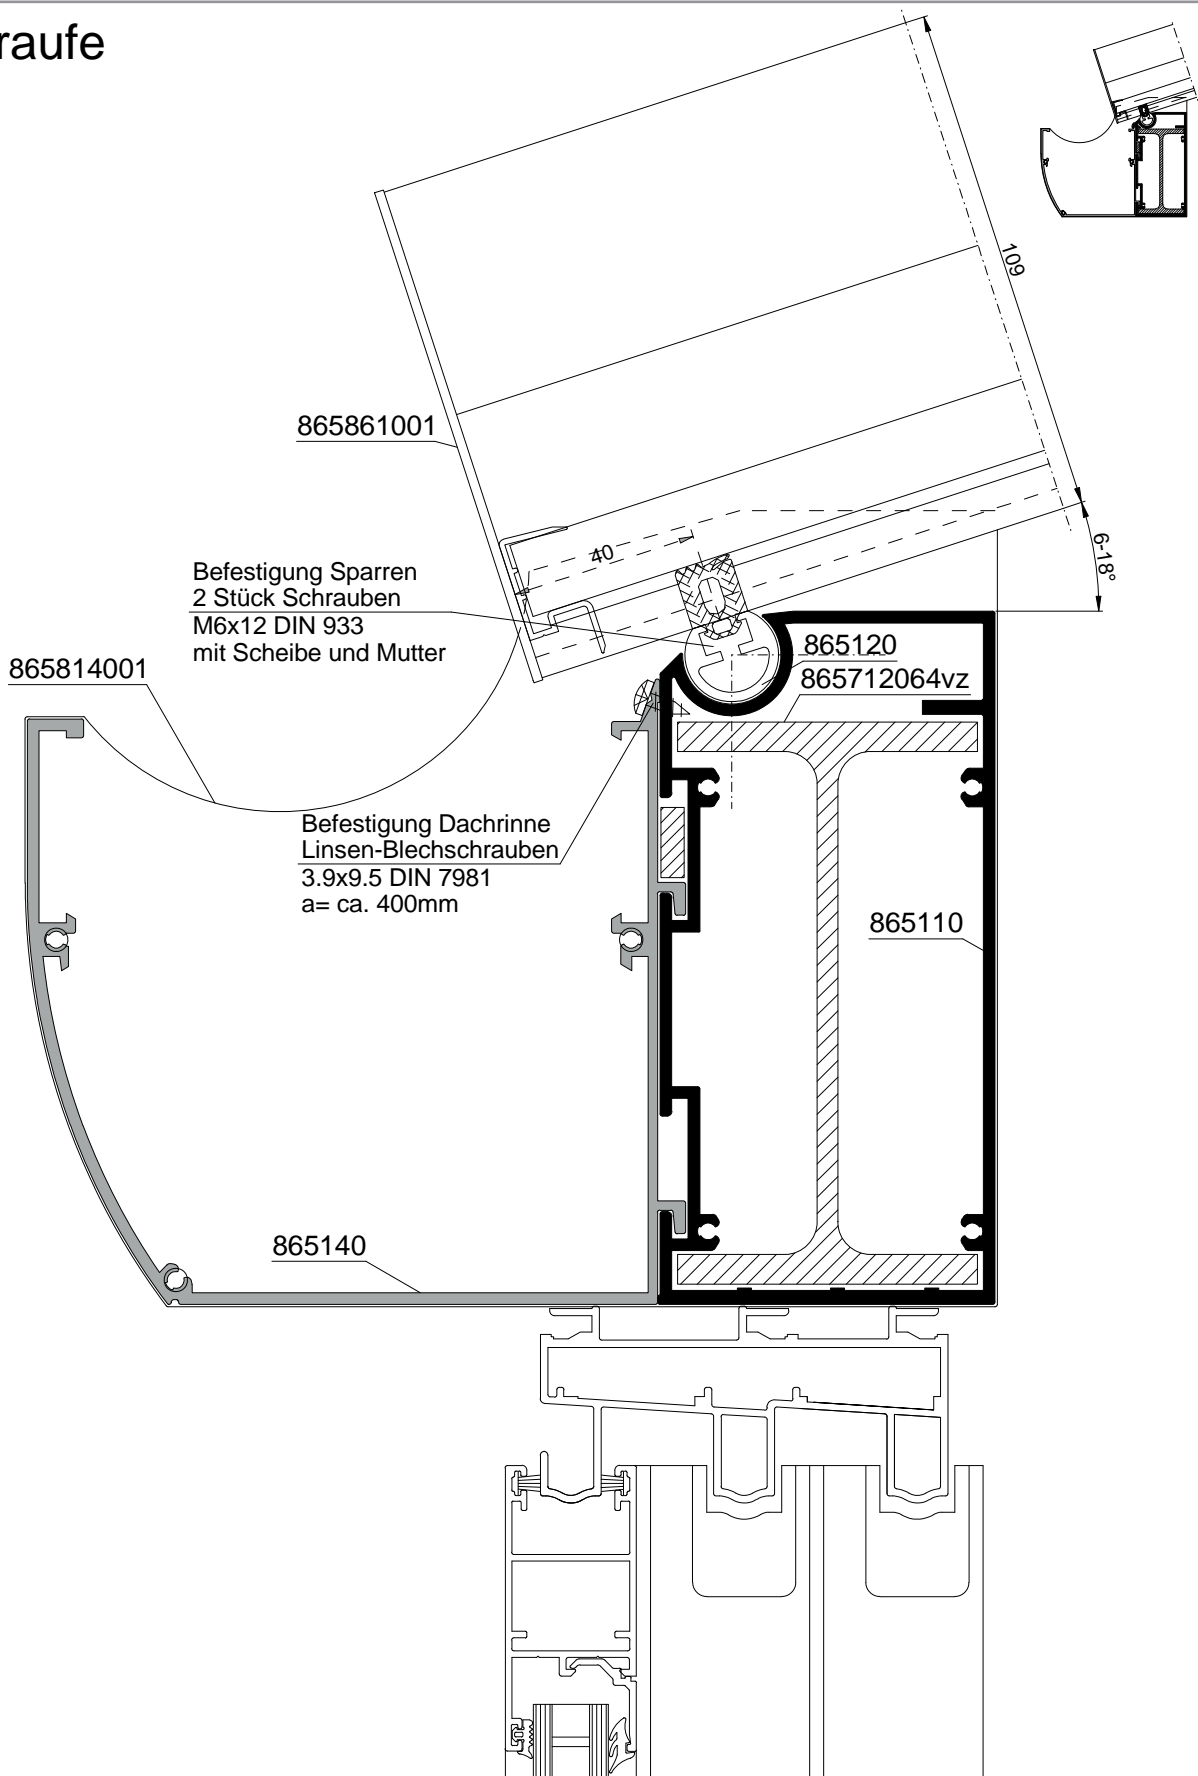 raufe
109
865861001
40
6-18°
Befestigung Sparren
2 Stück Schrauben
M6x12 DIN 933
mit Scheibe und Mutter
865120
865814001
865712064vz
Befestigung Dachrinne
Linsen-Blechschrauben
3.9x9.5 DIN 7981
a= ca. 400mm
865110
865140